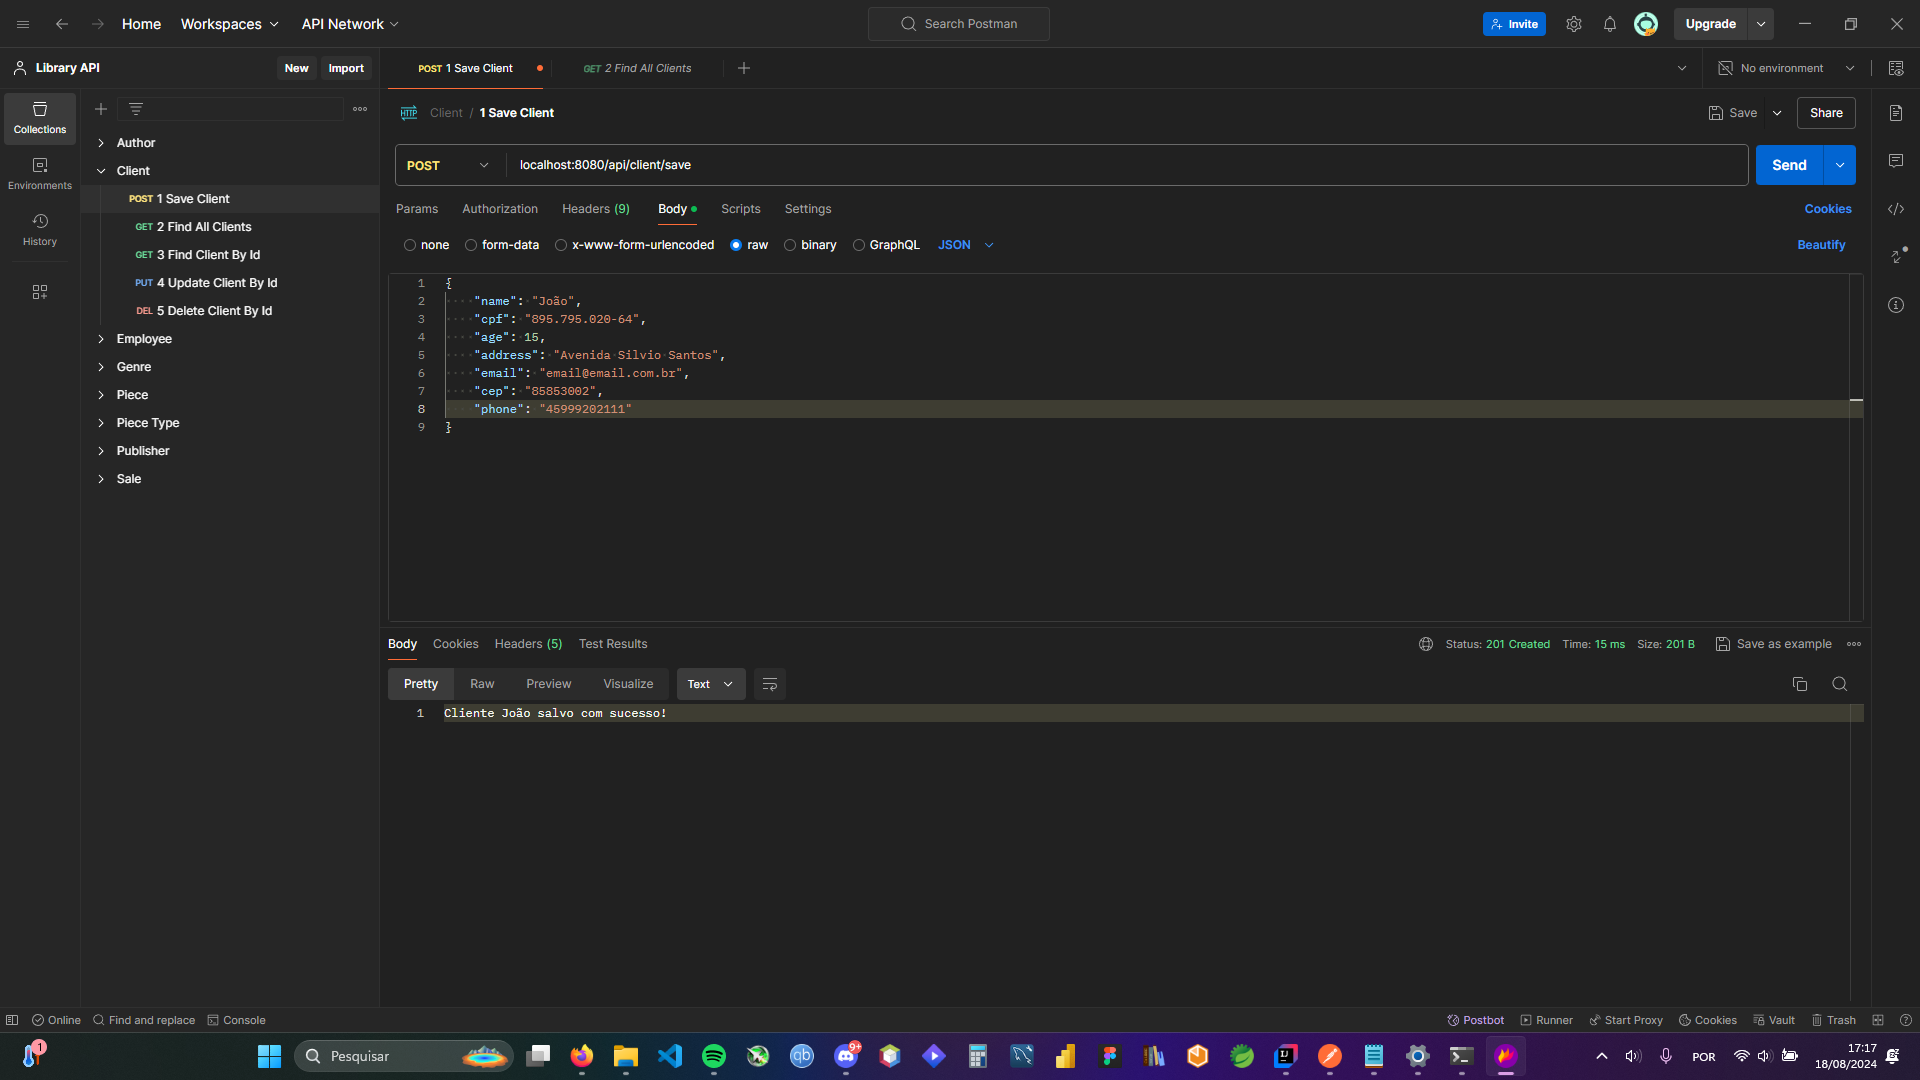 Home
Workspaces
API Network
Search Postman
Invite
Upgrade
Library API
New
Import
POST 1 Save Client
GET 2 Find All Clients
No environment
Collections
Environments
History
Author
Client
POST 1 Save Client
GET 2 Find All Clients
GET 3 Find Client By Id
PUT 4 Update Client By Id
DEL 5 Delete Client By Id
Employee
Genre
Piece
Piece Type
Publisher
Sale
HTTP
Client / 1 Save Client
Save
Share
POST
localhost:8080/api/client/save
Send
Params
Authorization
Headers (9)
Body
Scripts
Settings
Cookies
none
form-data
x-www-form-urlencoded
raw
binary
GraphQL
JSON
Beautify
1 {
2 "name": "João",
3 "cpf": "895.795.020-64",
4 "age": 15,
5 "address": "Avenida Silvio Santos",
6 "email": "email@email.com.br",
7 "cep": "85853002",
8 "phone": "45999202111"
9 }
Body
Cookies
Headers (5)
Test Results
Status: 201 Created
Time: 15 ms
Size: 201 B
Save as example
Pretty
Raw
Preview
Visualize
Text
1 Cliente João salvo com sucesso!
Online
Find and replace
Console
Postbot
Runner
Start Proxy
Cookies
Vault
Trash
1
Pesquisar
qb
9+
IJ
POR
17:17
18/08/2024